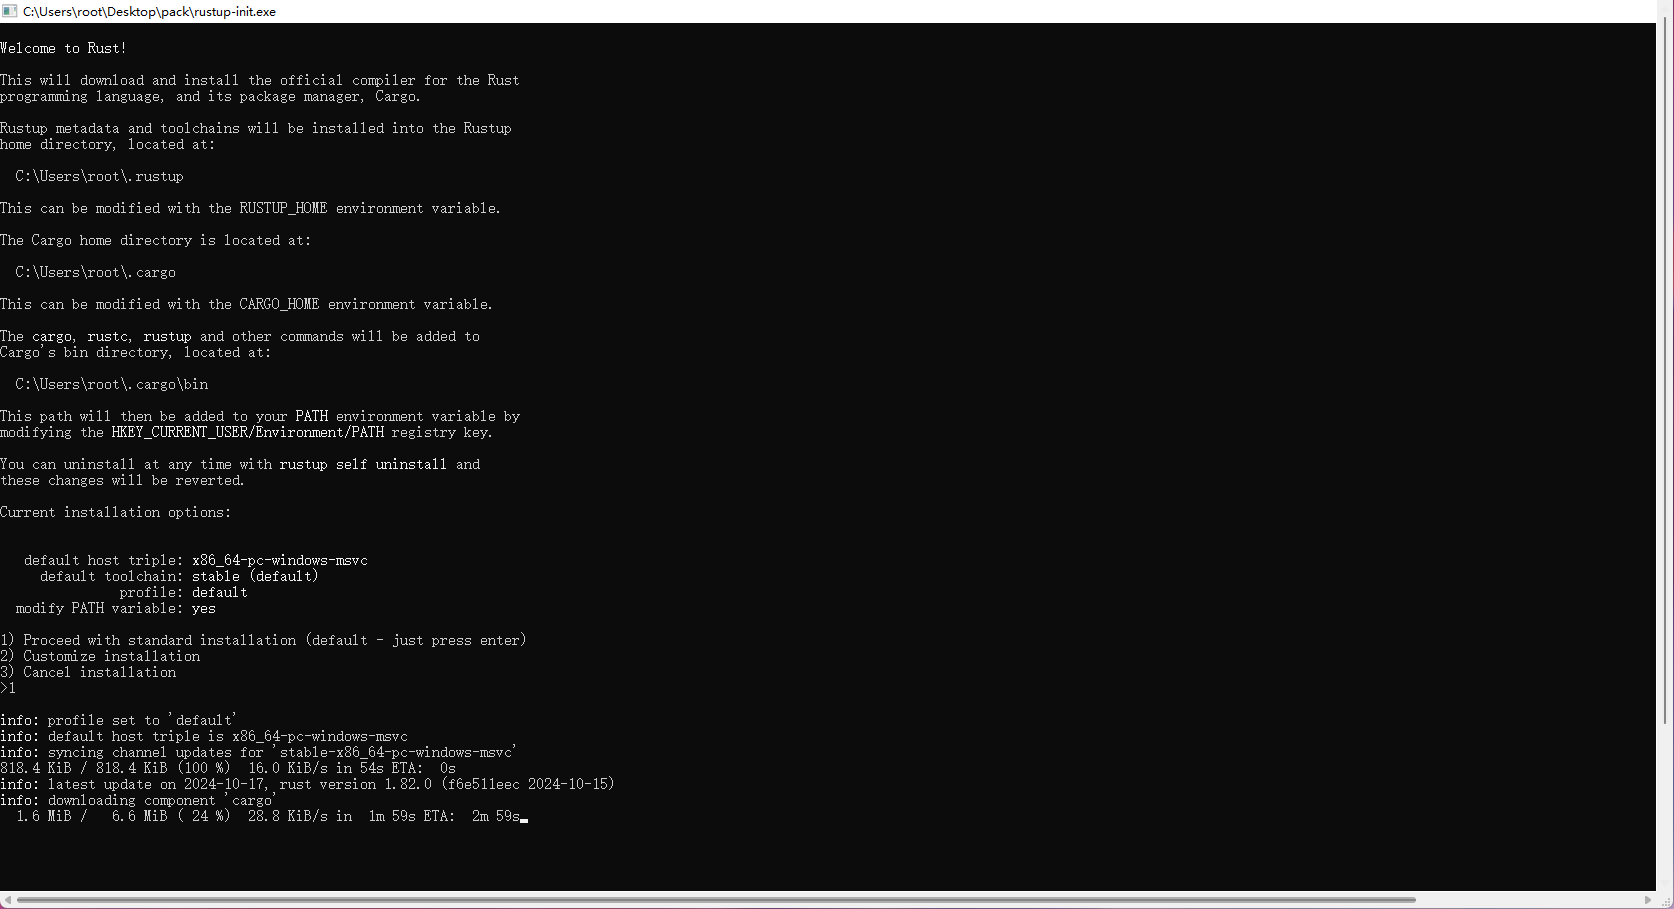 C:\Users\root\Desktop\pack\rustup-init.exe
Welcome to Rust!
This will download and install the official compiler for the Rust
programming language, and its package manager, Cargo.
Rustup metadata and toolchains will be installed into the Rustup
home directory, located at:
C:\Users\root\.rustup
This can be modified with the RUSTUP_HOME environment variable.
The Cargo home directory is located at:
C:\Users\root\.cargo
This can be modified with the CARGO_HOME environment variable.
The cargo, rustc, rustup and other commands will be added to
Cargo's bin directory, located at:
C:\Users\root\.cargo\bin
This path will then be added to your PATH environment variable by
modifying the HKEY_CURRENT_USER/Environment/PATH registry key.
You can uninstall at any time with rustup self uninstall and
these changes will be reverted.
Current installation options:
default host triple: x86_64-pc-windows-msvc
default toolchain: stable (default)
profile: default
modify PATH variable: yes
1) Proceed with standard installation (default - just press enter)
2) Customize installation
3) Cancel installation
>1
info: profile set to 'default'
info: default host triple is x86_64-pc-windows-msvc
info: syncing channel updates for 'stable-x86_64-pc-windows-msvc'
818.4 KiB / 818.4 KiB (100 %)  16.0 KiB/s in 54s ETA:  0s
info: latest update on 2024-10-17, rust version 1.82.0 (f6e511eec 2024-10-15)
info: downloading component 'cargo'
1.6 MiB /   6.6 MiB ( 24 %)  28.8 KiB/s in  1m 59s ETA:  2m 59s